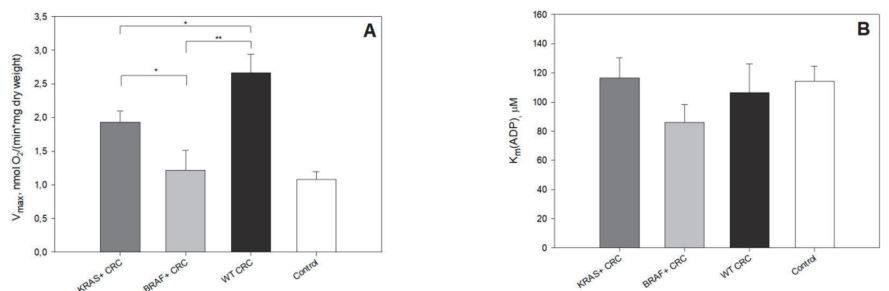 A
Vmax, nmol O2/(min*mg dry weight)
3,5
3,0
2,5
2,0
1,5
1,0
0,5
0,0
*
**
*
KRAS+ CRC
BRAF+ CRC
WT CRC
Control
B
Km(ADP), μM
160
140
120
100
80
60
40
20
0
KRAS+ CRC
BRAF+ CRC
WT CRC
Control